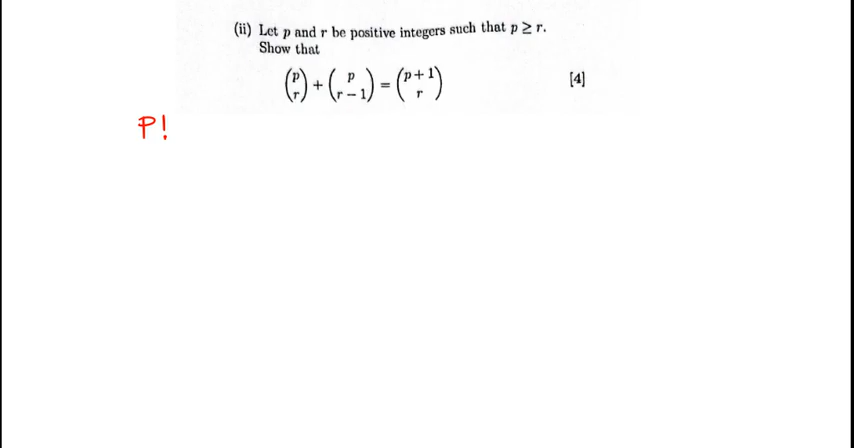 (ii) Let p and r be positive integers such that p ≥ r.
Show that
(p r) + (p r − 1) = (p + 1 r) [4]
P!